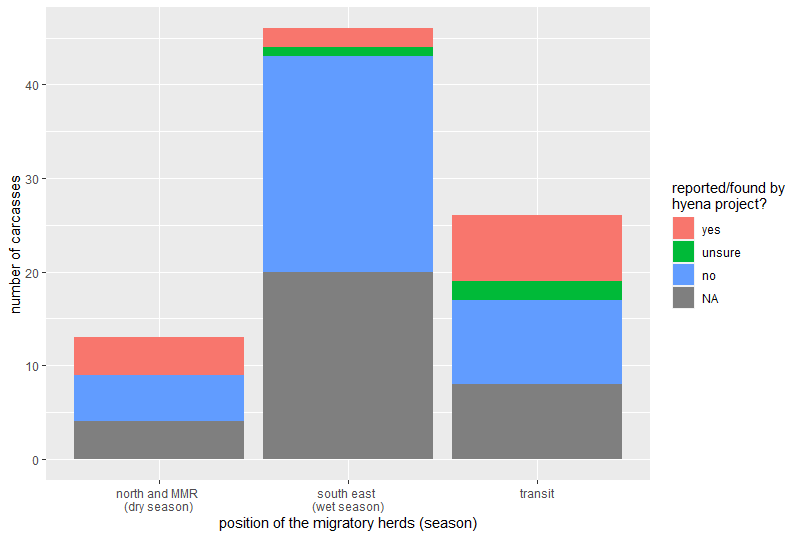 number of carcasses
40
30
20
10
0
north and MMR
(dry season)
south east
(wet season)
transit
position of the migratory herds (season)
reported/found by
hyena project?
yes
unsure
no
NA